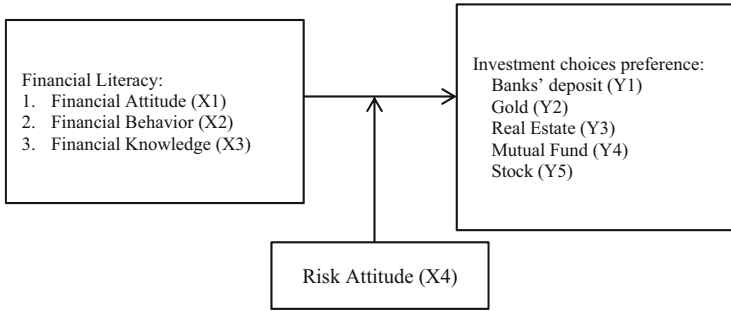 Financial Literacy:
1. Financial Attitude (X1)
2. Financial Behavior (X2)
3. Financial Knowledge (X3)
Investment choices preference:
Banks' deposit (Y1)
Gold (Y2)
Real Estate (Y3)
Mutual Fund (Y4)
Stock (Y5)
Risk Attitude (X4)